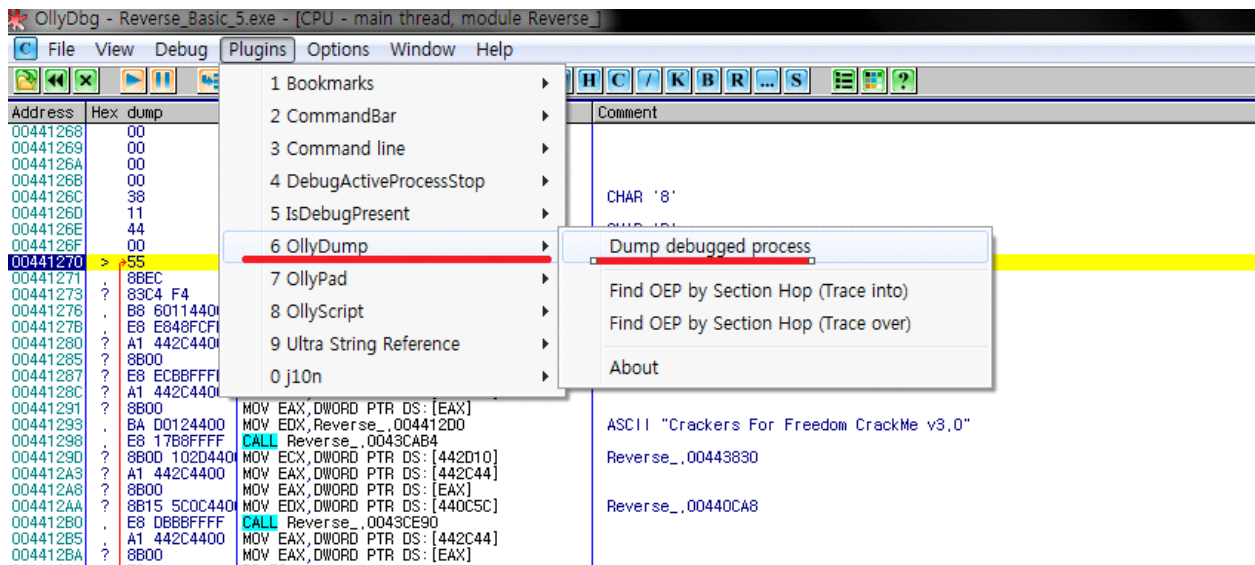 OllyDbg - Reverse_Basic_5.exe - [CPU - main thread, module Reverse_]
C File View Debug Plugins Options Window Help
H C / K B R ... S ?
Address Hex dump Comment
1 Bookmarks
2 CommandBar
3 Command line
4 DebugActiveProcessStop
5 IsDebugPresent
6 OllyDump
7 OllyPad
8 OllyScript
9 Ultra String Reference
0 j10n
Dump debugged process
Find OEP by Section Hop (Trace into)
Find OEP by Section Hop (Trace over)
About
00441268 00
00441269 00
0044126A 00
0044126B 00
0044126C 38 CHAR '8'
0044126D 11
0044126E 44
0044126F 00
00441270 > 55
00441271 . 8BEC
00441273 ? 83C4 F4
00441276 . B8 60114400
0044127B . E8 E848FCF
00441280 ? A1 442C440
00441285 ? 8B00
00441287 ? E8 ECBBFFF
0044128C ? A1 442C440
00441291 ? 8B00 MOV EAX,DWORD PTR DS:[EAX]
00441293 . BA D0124400 MOV EDX,Reverse_.004412D0 ASCII "Crackers For Freedom CrackMe v3.0"
00441298 . E8 17B8FFFF CALL Reverse_.0043CAB4
0044129D ? 8B0D 102D440 MOV ECX,DWORD PTR DS:[442D10] Reverse_.00443830
004412A3 ? A1 442C4400 MOV EAX,DWORD PTR DS:[442C44]
004412A8 ? 8B00 MOV EAX,DWORD PTR DS:[EAX]
004412AA ? 8B15 5C0C440 MOV EDX,DWORD PTR DS:[440C5C] Reverse_.00440CA8
004412B0 . E8 DBBBFFFF CALL Reverse_.0043CE90
004412B5 . A1 442C4400 MOV EAX,DWORD PTR DS:[442C44]
004412BA ? 8B00 MOV EAX,DWORD PTR DS:[EAX]